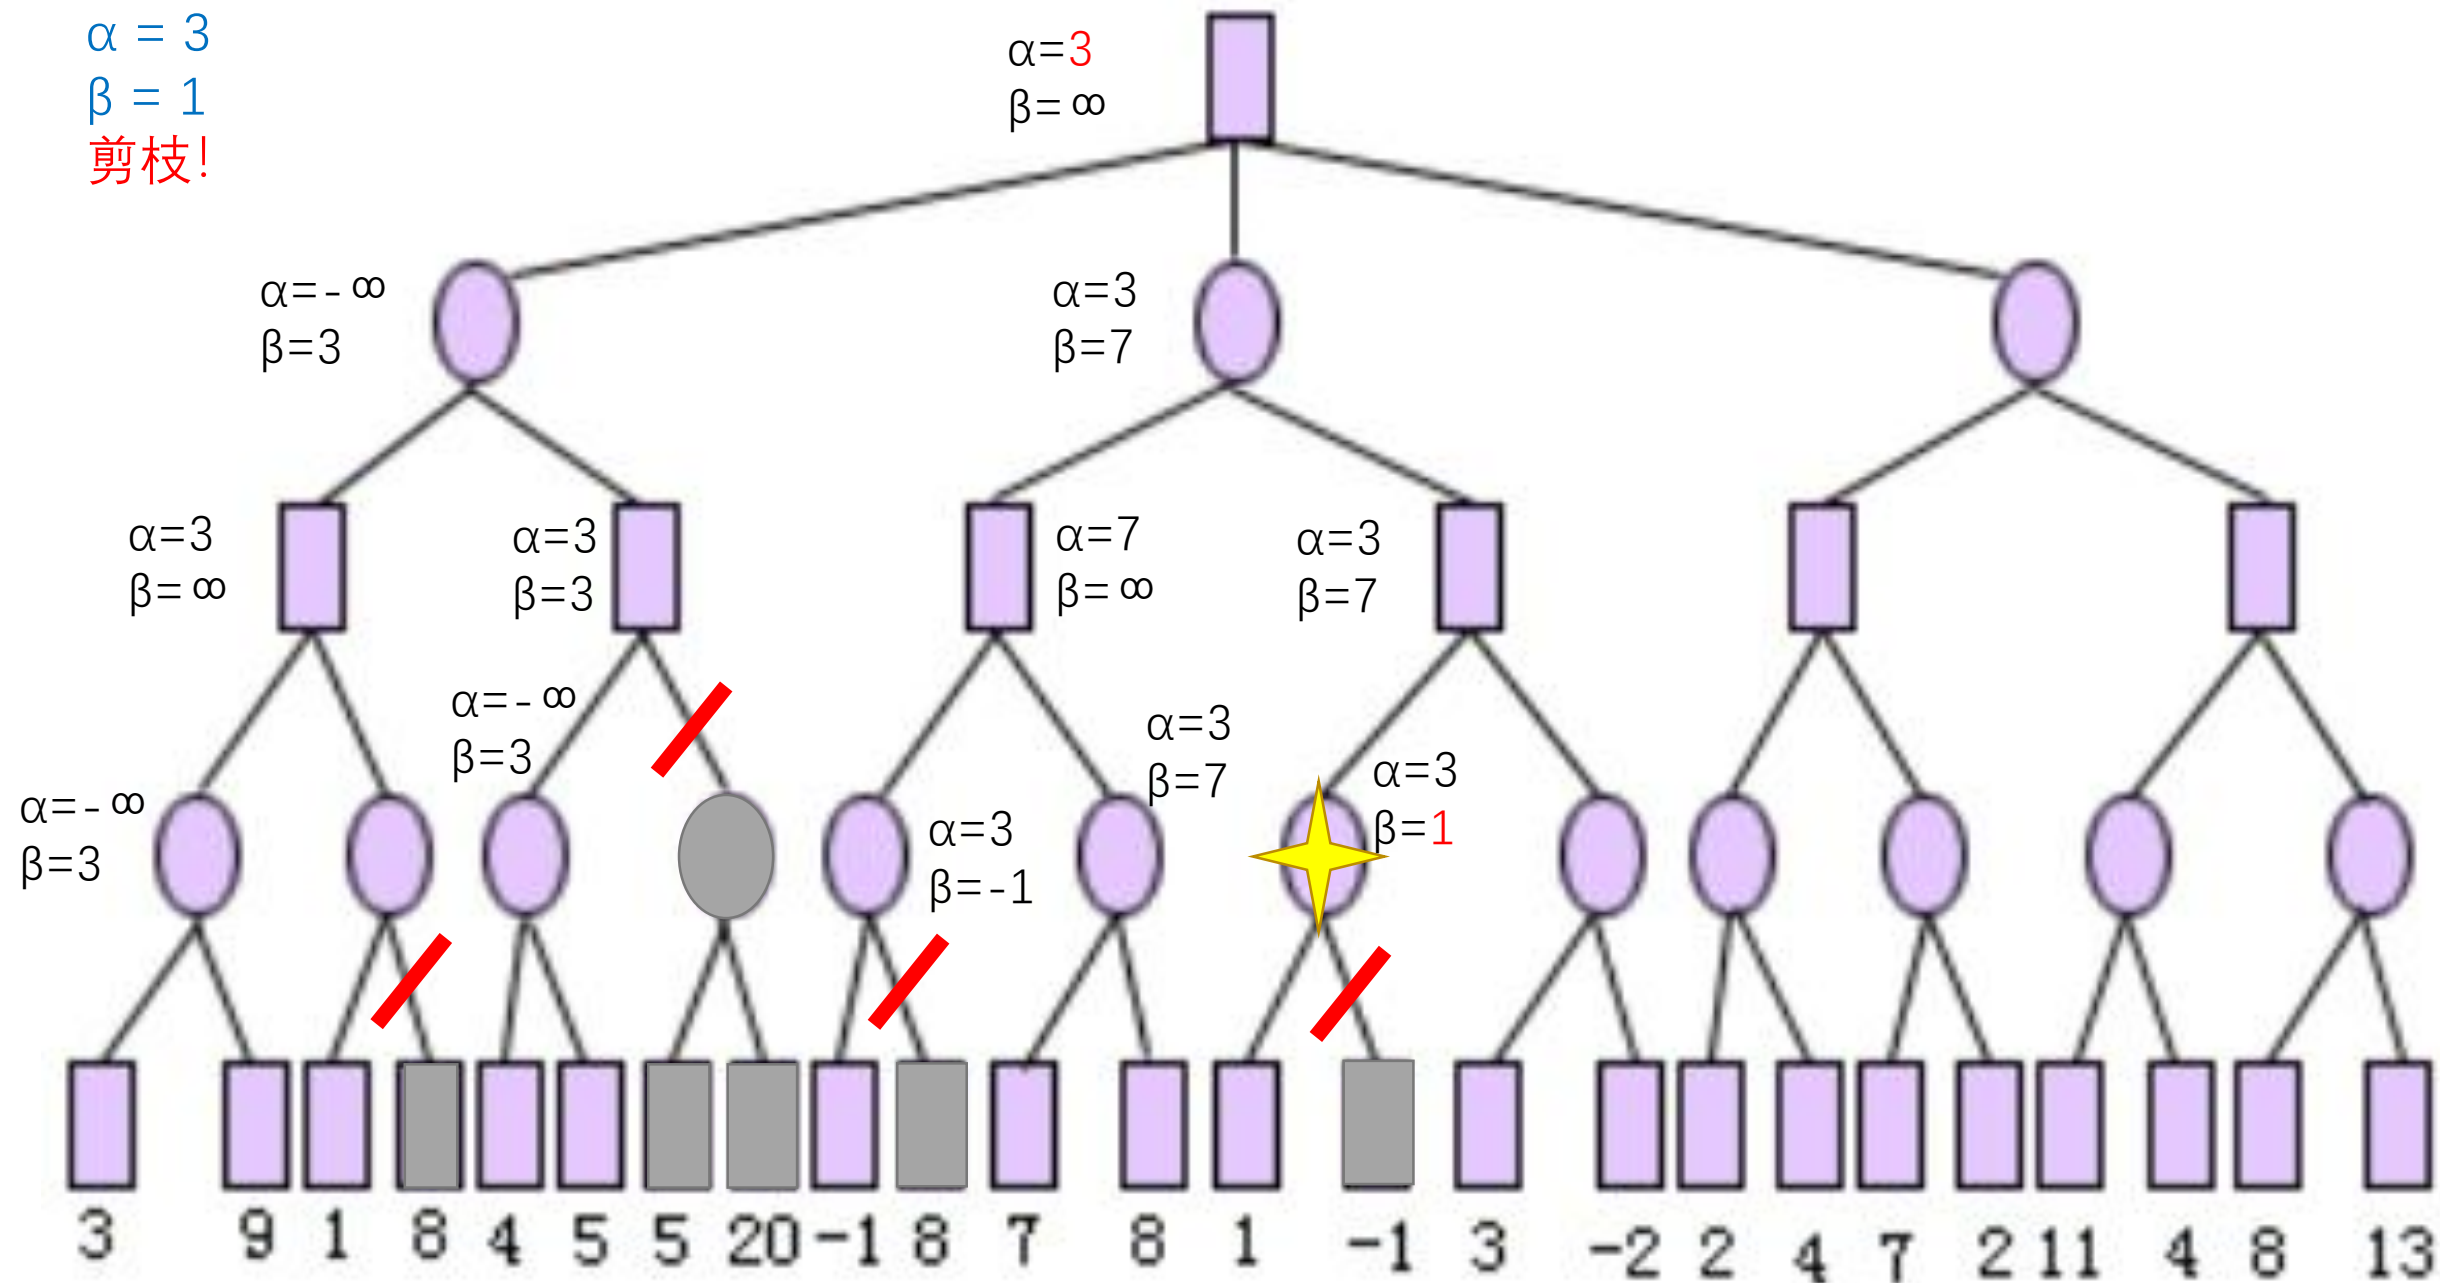 α = 3
β = 1
剪枝!
α=3
β=∞
α=-∞
β=3
α=3
β=7
α=3
β=∞
α=3
β=3
α=7
β=∞
α=3
β=7
α=-∞
β=3
α=3
β=7
α=3
β=1
α=-∞
β=3
α=3
β=-1
3 9 1 8 4 5 5 20 -1 8 7 8 1 -1 3 -2 2 4 7 2 11 4 8 13